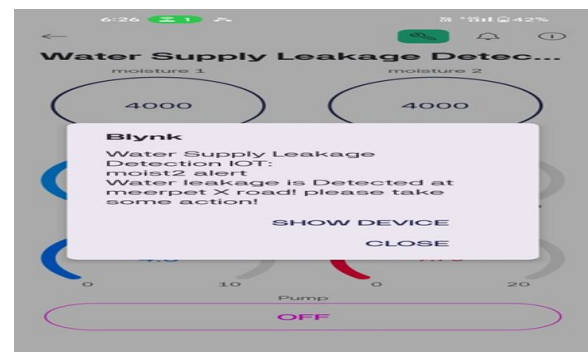 6:26 1 42%
Water Supply Leakage Detec...
moisture 1 moisture 2
4000 4000
Blynk
Water Supply Leakage
Detection IOT:
moist2 alert
Water leakage is Detected at
meerpet X road! please take
some action!
SHOW DEVICE
CLOSE
0 10 0 20
Pump
OFF